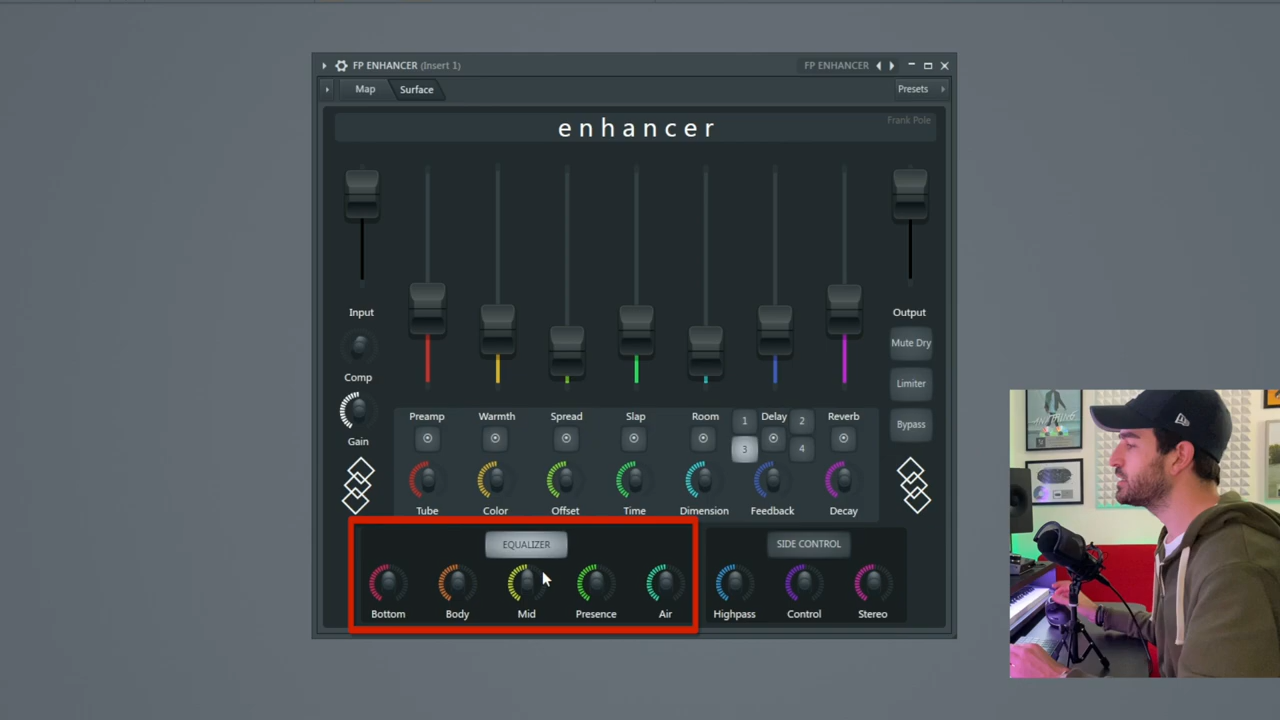 FP ENHANCER (Insert 1)
FP ENHANCER
Map
Surface
Presets
enhancer
Frank Pole
Input
Output
Mute Dry
Comp
Limiter
Gain
Bypass
Preamp
Warmth
Spread
Slap
Room
1
Delay
2
Reverb
3
4
Tube
Color
Offset
Time
Dimension
Feedback
Decay
EQUALIZER
SIDE CONTROL
Bottom
Body
Mid
Presence
Air
Highpass
Control
Stereo